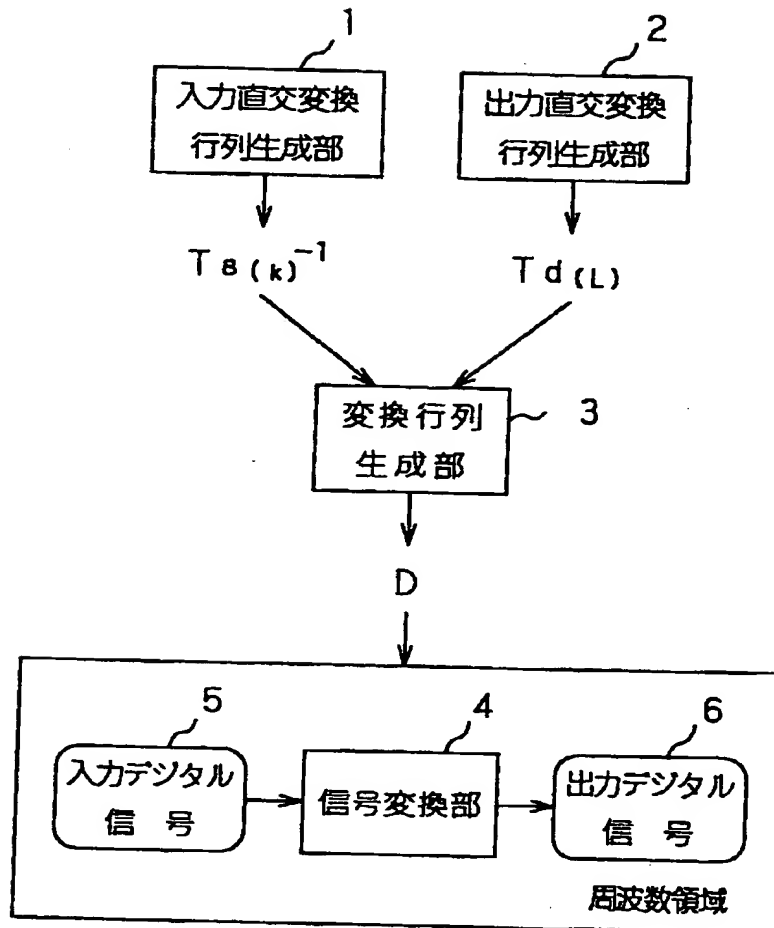 1
2
入力直交変換
行列生成部
出力直交変換
行列生成部
Ts(k)⁻¹
Td(L)
変換行列
生成部
3
D
5
4
6
入力デジタル
信号
信号変換部
出力デジタル
信号
周波数領域